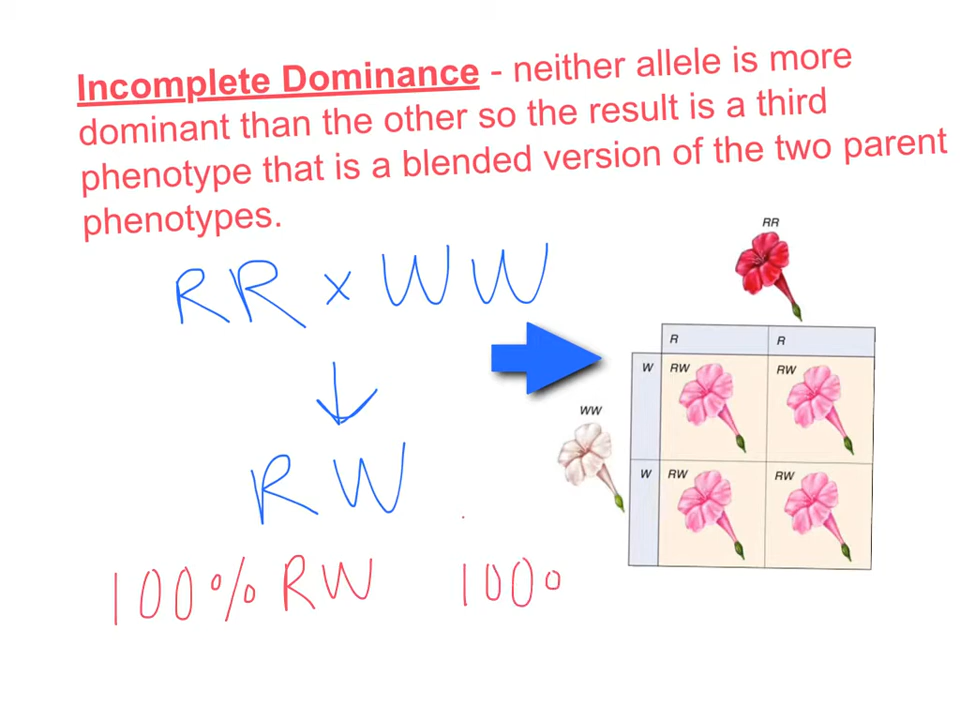 Incomplete Dominance - neither allele is more
dominant than the other so the result is a third
phenotype that is a blended version of the two parent
phenotypes.
RR x WW
RW
100% RW 100°
RR
R R
WW
W RW RW
W RW RW